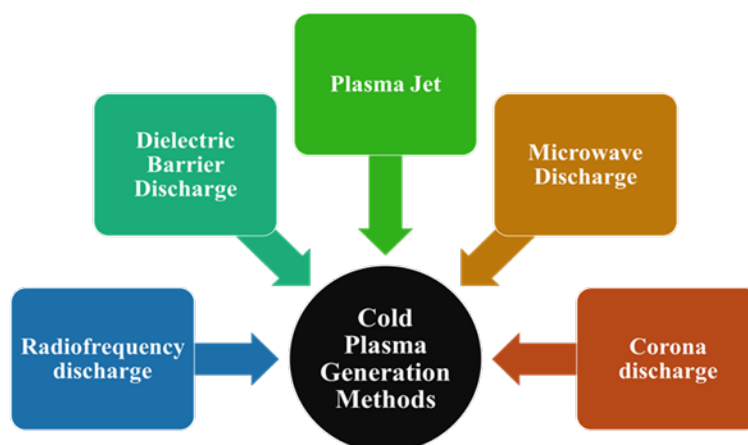 Plasma Jet
Dielectric
Barrier
Discharge
Microwave
Discharge
Radiofrequency
discharge
Cold
Plasma
Generation
Methods
Corona
discharge